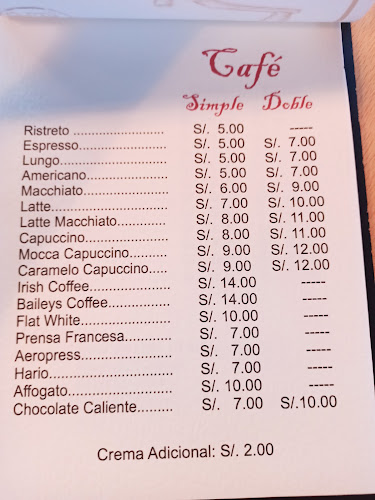 Café
Simple Doble
Ristreto .......................... S/. 5.00 -----
Espresso......................... S/. 5.00 S/. 7.00
Lungo.............................. S/. 5.00 S/. 7.00
Americano....................... S/. 5.00 S/. 7.00
Macchiato........................ S/. 6.00 S/. 9.00
Latte................................. S/. 7.00 S/. 10.00
Latte Macchiato.............. S/. 8.00 S/. 11.00
Capuccino....................... S/. 8.00 S/. 11.00
Mocca Capuccino........... S/. 9.00 S/. 12.00
Caramelo Capuccino..... S/. 9.00 S/. 12.00
Irish Coffee....................... S/. 14.00 -----
Baileys Coffee................. S/. 14.00 -----
Flat White......................... S/. 10.00 -----
Prensa Francesa............. S/. 7.00 -----
Aeropress........................ S/. 7.00 -----
Hario................................. S/. 7.00 -----
Affogato............................ S/. 10.00 -----
Chocolate Caliente.......... S/. 7.00 S/.10.00
Crema Adicional: S/. 2.00